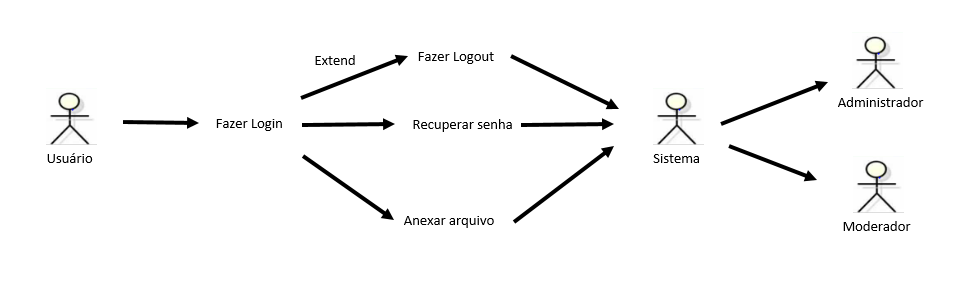 Extend
Fazer Logout
Administrador
Fazer Login
Recuperar senha
Usuário
Sistema
Anexar arquivo
Moderador